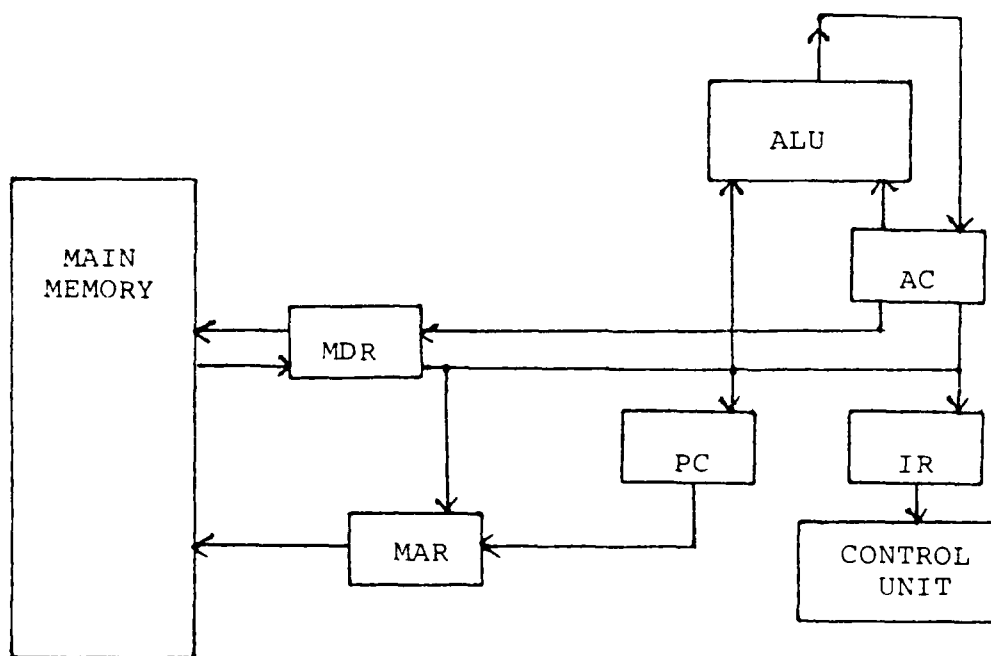 ALU
MAIN
MEMORY
AC
MDR
PC
IR
MAR
CONTROL
UNIT